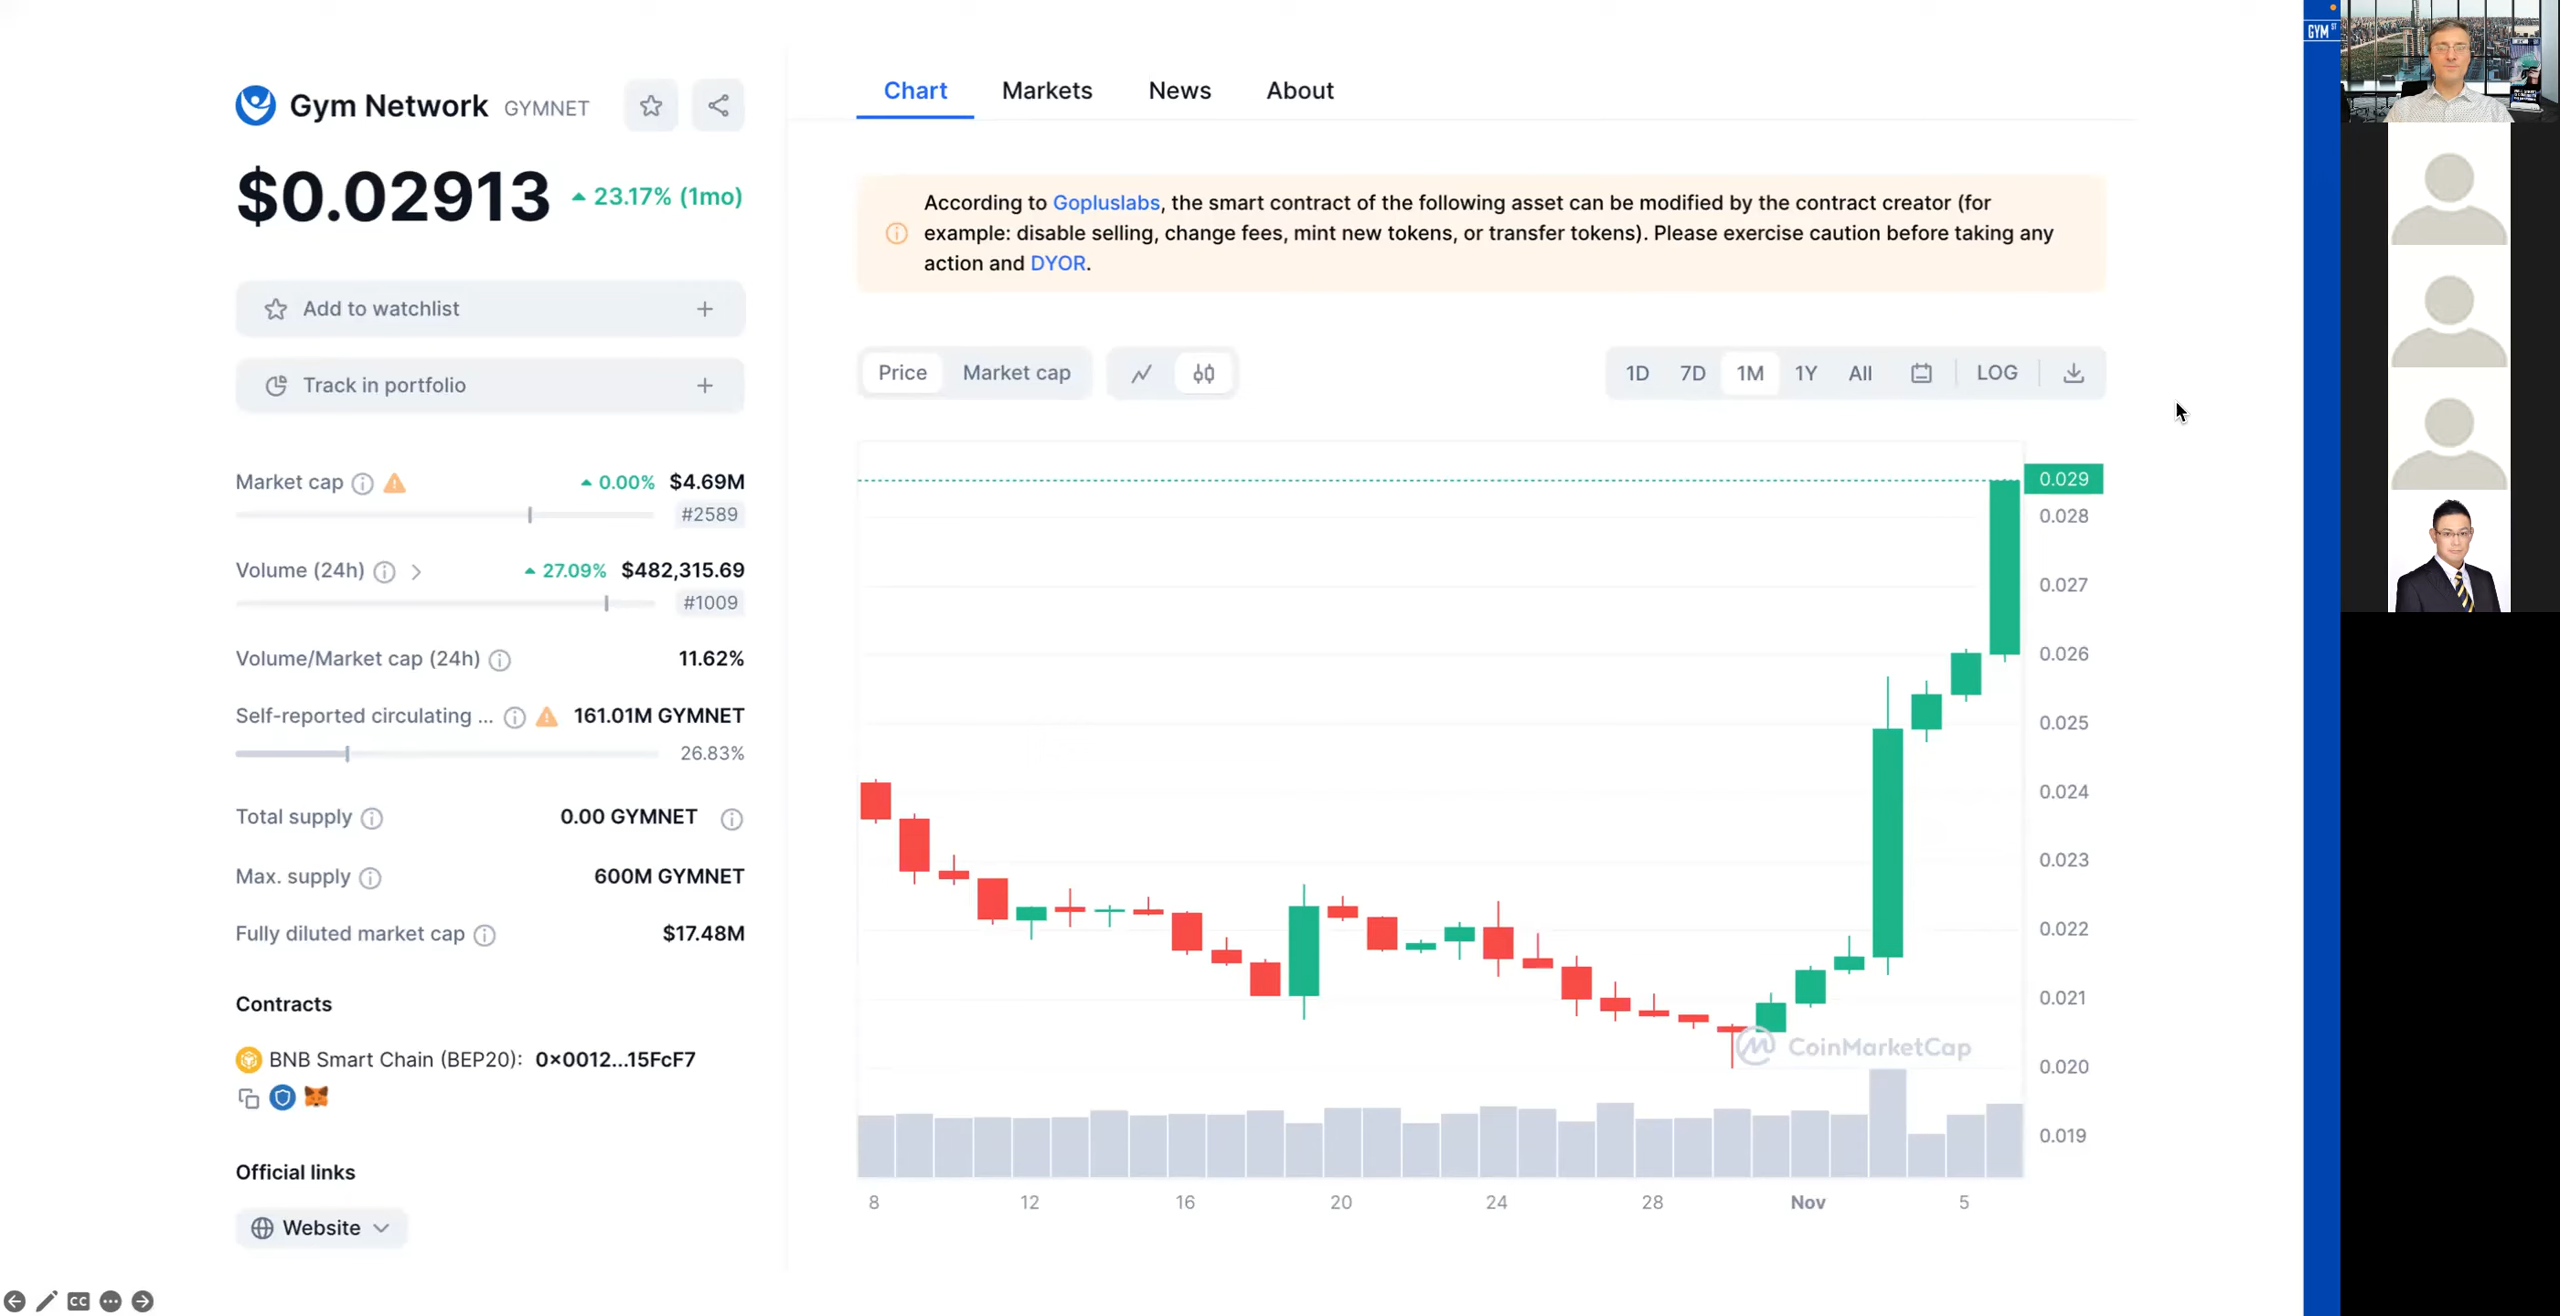 Gym Network GYMNET
$0.02913 23.17% (1mo)
Add to watchlist
Track in portfolio
Market cap 0.00% $4.69M
#2589
Volume (24h) 27.09% $482,315.69
#1009
Volume/Market cap (24h) 11.62%
Self-reported circulating ... 161.01M GYMNET
26.83%
Total supply 0.00 GYMNET
Max. supply 600M GYMNET
Fully diluted market cap $17.48M
Contracts
BNB Smart Chain (BEP20): 0x0012...15FcF7
Official links
Website
CC
Chart Markets News About
According to Gopluslabs, the smart contract of the following asset can be modified by the contract creator (for
example: disable selling, change fees, mint new tokens, or transfer tokens). Please exercise caution before taking any
action and DYOR.
Price Market cap
1D 7D 1M 1Y All LOG
0.029
0.028
0.027
0.026
0.025
0.024
0.023
0.022
0.021
0.020
0.019
CoinMarketCap
8 12 16 20 24 28 Nov 5
GYM ST